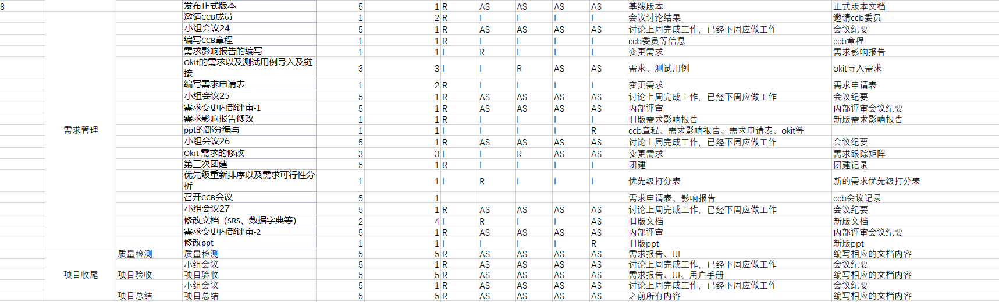 8 发布正式版本 5 1 R AS AS AS AS 基线版本 正式版本文档
邀请CCB成员 1 2 R I I I I 会议讨论结果 邀请ccb委员
小组会议24 5 1 R AS AS AS AS 讨论上周完成工作，已经下周应做工作 会议纪要
编写CCB章程 1 1 R I I I I ccb委员等信息 ccb章程
需求影响报告的编写 1 1 I R I I I 变更需求 需求影响报告
Okit的需求以及测试用例导入及链
接 3 3 I I R AS AS 需求、测试用例 okit导入需求
编写需求申请表 1 2 R I I I I 变更需求 需求申请表
小组会议25 5 1 R AS AS AS AS 讨论上周完成工作，已经下周应做工作 会议纪要
需求变更内部评审-1 5 1 R AS AS AS AS 内部评审 内部评审会议纪要
需求影响报告修改 1 1 R I I I I 旧版需求影响报告 新版需求影响报告
需求管理 ppt的部分编写 1 1 I I I I R ccb章程、需求影响报告、需求申请表、okit等
小组会议26 5 1 R AS AS AS AS 讨论上周完成工作，已经下周应做工作 会议纪要
Okit 需求的修改 3 3 I I R AS AS 变更需求 需求跟踪矩阵
第三次团建 5 1 R I I I I 团建 团建记录
优先级重新排序以及需求可行性分
析 1 1 I R I I I 优先级打分表 新的需求优先级打分表
召开CCB会议 5 1 需求申请表、影响报告 ccb会议记录
小组会议27 5 1 R AS AS AS AS 讨论上周完成工作，已经下周应做工作 会议纪要
修改文档（SRS、数据字典等） 2 4 I R I I AS 旧版文档 新版文档
需求变更内部评审-2 5 1 R AS AS AS AS 内部评审 内部评审会议纪要
修改ppt 1 1 I I I I R 旧版ppt 新版ppt
质量检测 质量检测 5 5 R AS AS AS AS 需求报告、UI 编写相应的文档内容
小组会议 5 1 R AS AS AS AS 讨论上周完成工作，已经下周应做工作 会议纪要
项目收尾 项目验收 项目验收 5 5 R AS AS AS AS 需求报告、UI、用户手册 编写相应的文档内容
小组会议 5 1 R AS AS AS AS 讨论上周完成工作，已经下周应做工作 会议纪要
项目总结 项目总结 5 5 R AS AS AS AS 之前所有内容 编写相应的文档内容